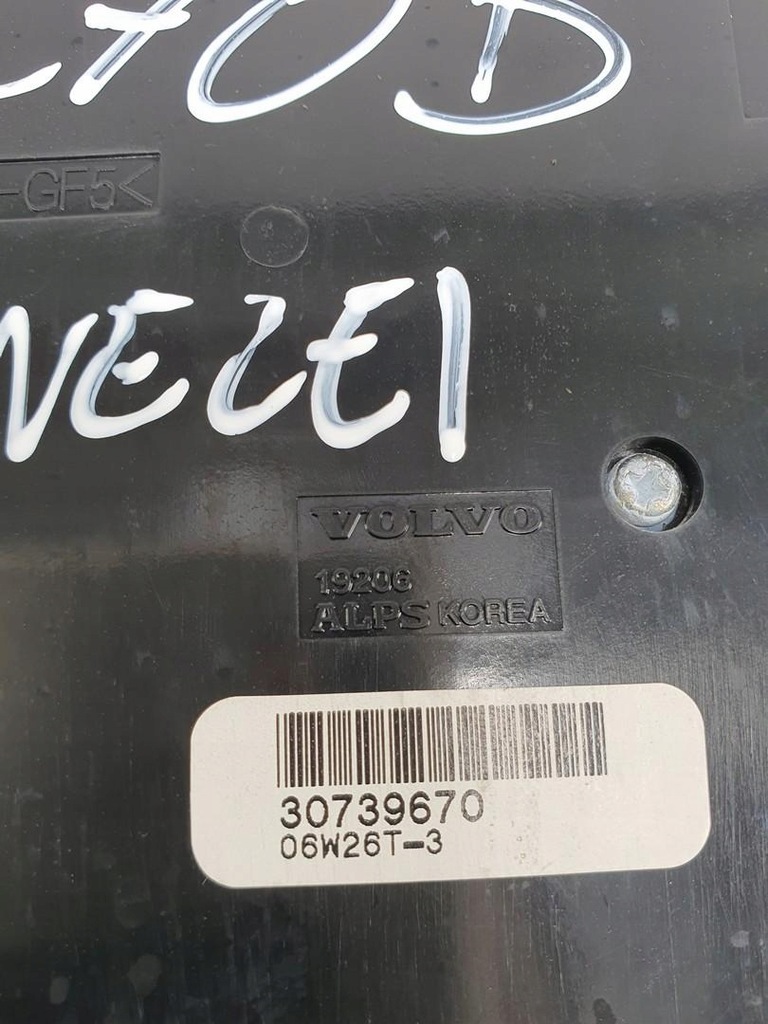 -GF5<
VOLVO
19206
ALPS KOREA
30739670
06W26T-3